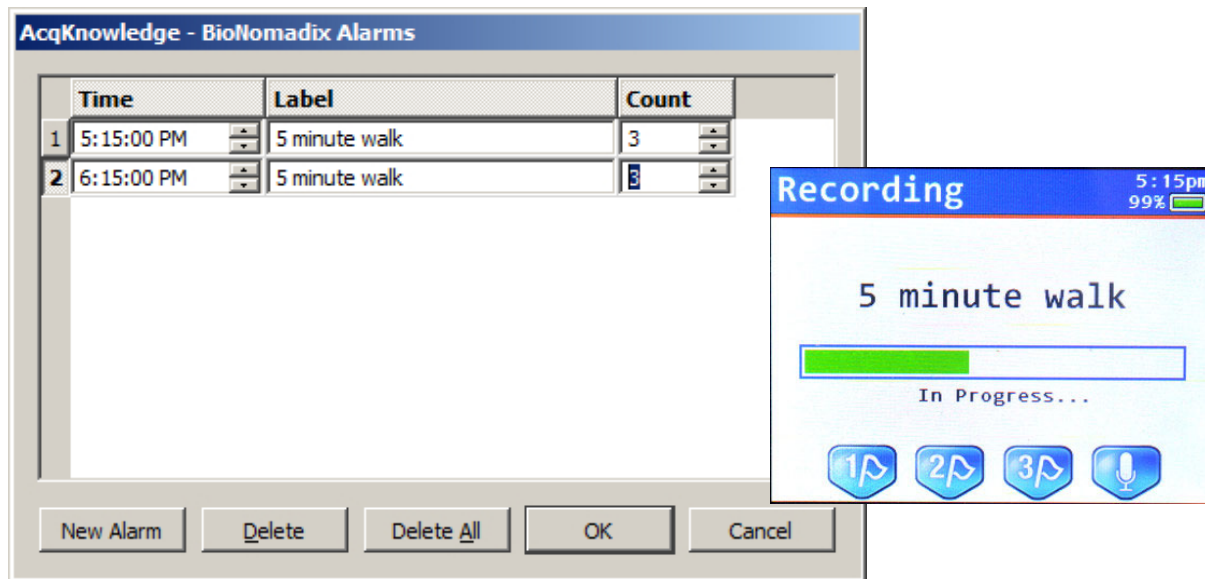 AcqKnowledge - BioNomadix Alarms
Time Label Count
1 5:15:00 PM 5 minute walk 3
2 6:15:00 PM 5 minute walk 3
New Alarm Delete Delete All OK Cancel
Recording 5:15pm
99%
5 minute walk
In Progress...
1 2 3